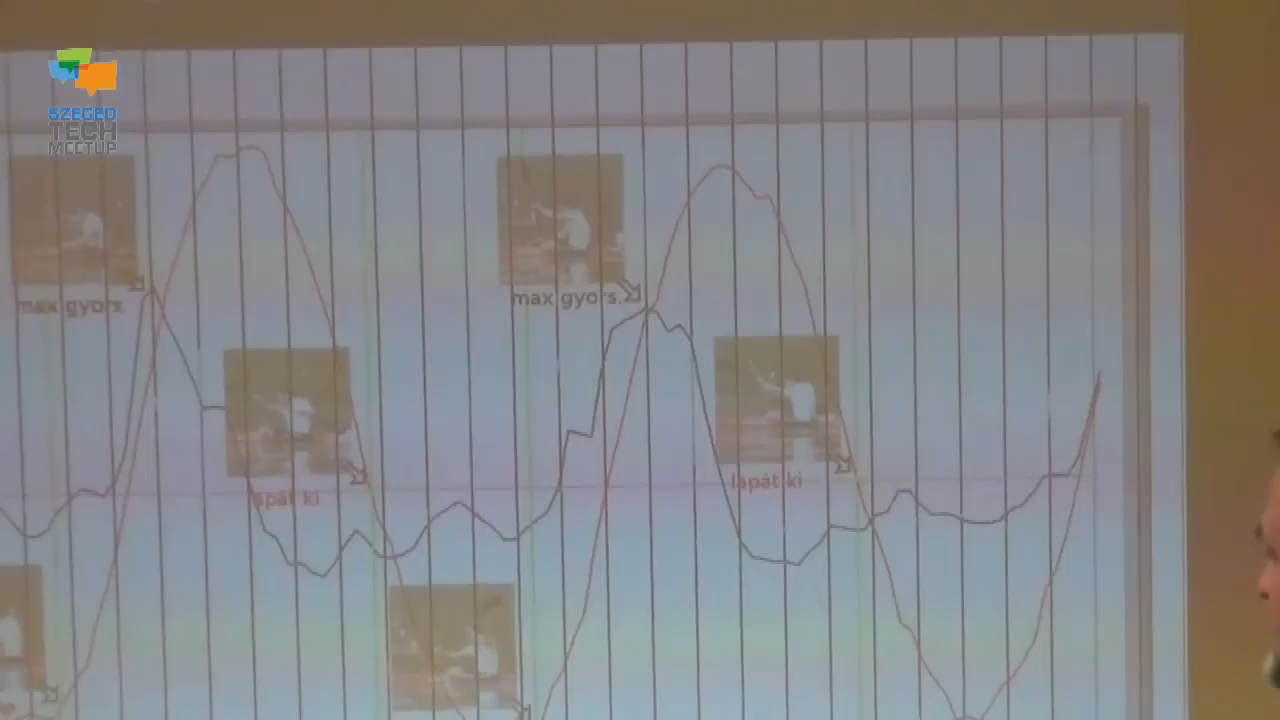 SZEGED
TECH
MEETUP
max gyors.
max gyors.
lapát ki
lapát ki